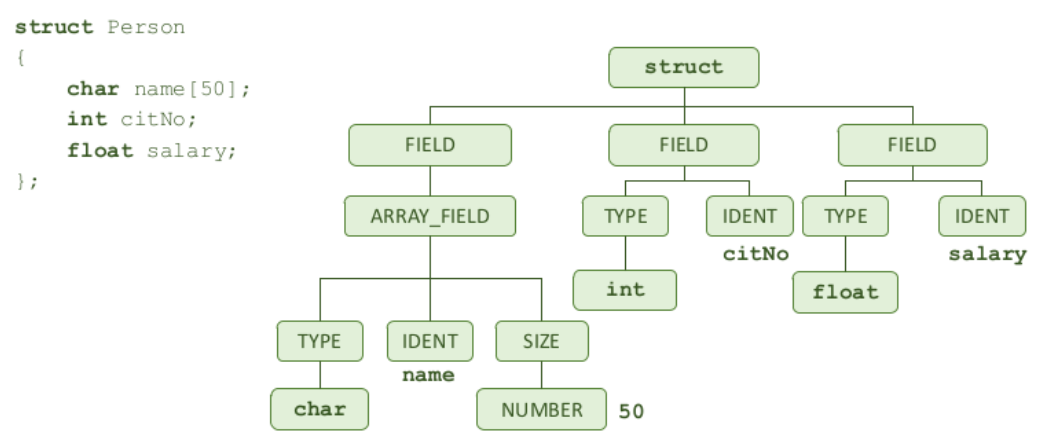 struct Person
{
char name[50];
int citNo;
float salary;
};
struct
FIELD FIELD FIELD
ARRAY_FIELD TYPE IDENT TYPE IDENT
citNo salary
int float
TYPE IDENT SIZE
name
char NUMBER 50